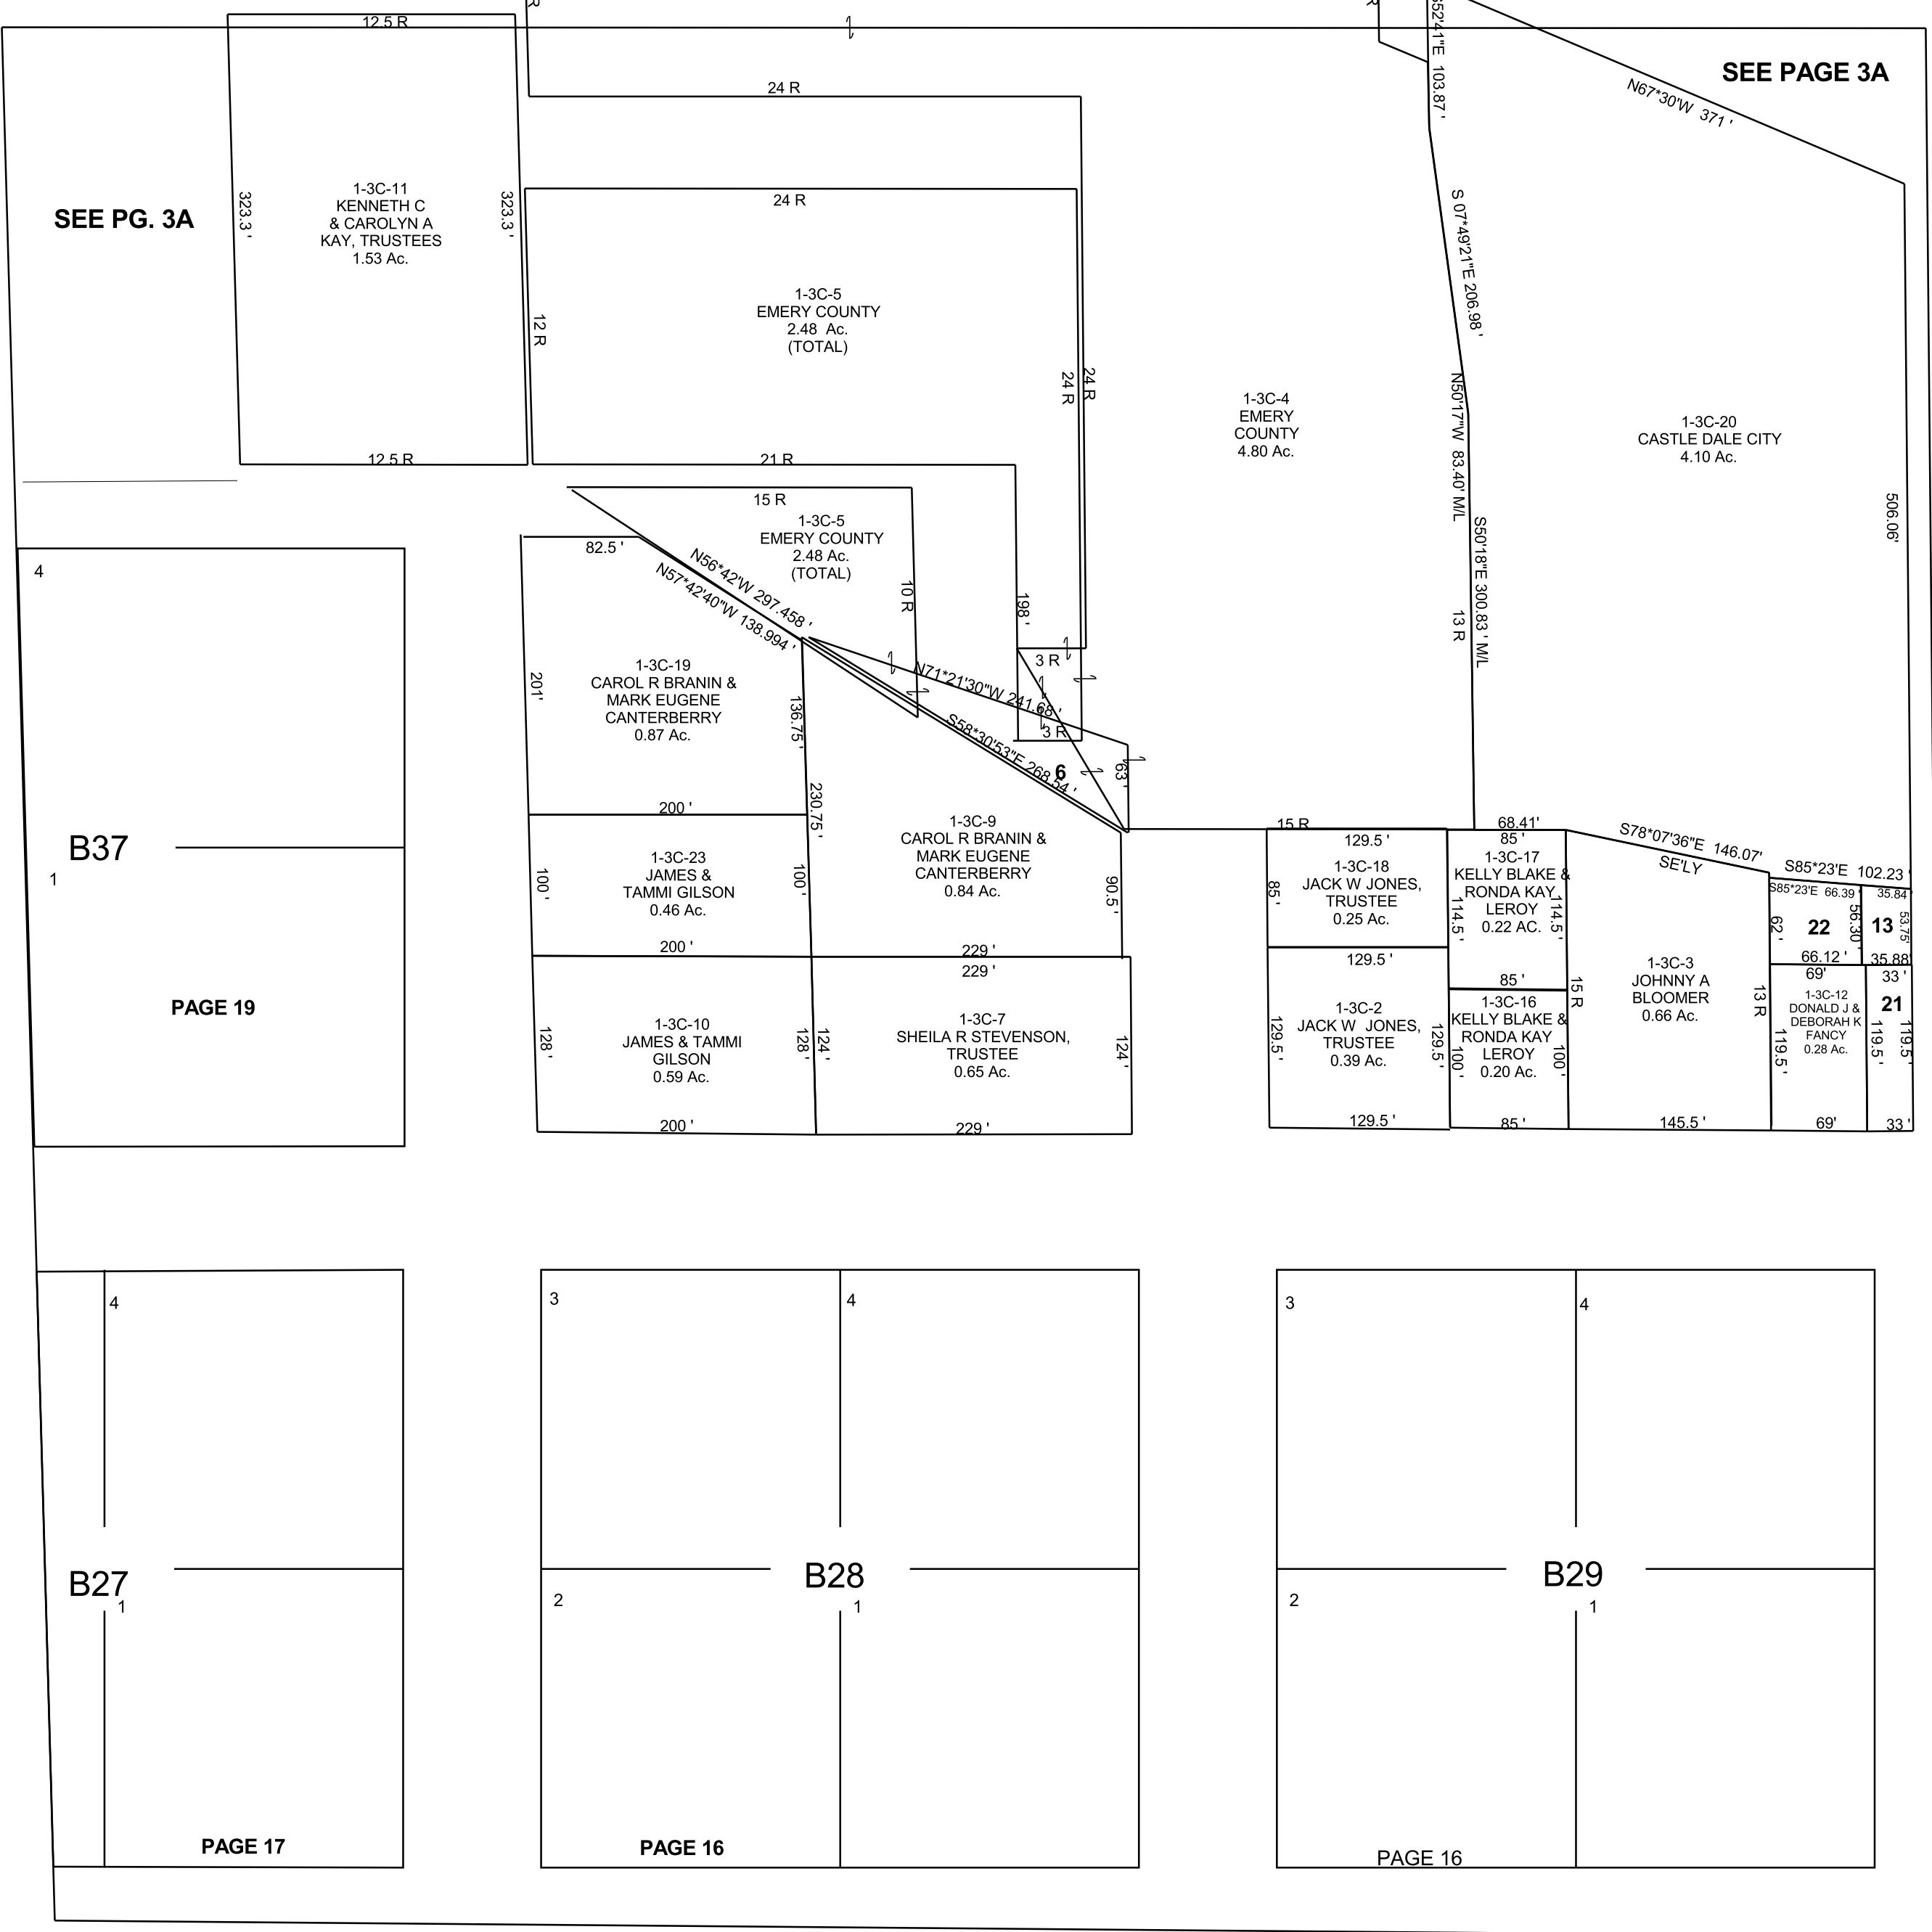 12.5 R
R
R
S52'41"E 103.87 '
SEE PAGE 3A
24 R
N67*30'W 371 '
SEE PG. 3A
323.3 '
1-3C-11
KENNETH C
& CAROLYN A
KAY, TRUSTEES
1.53 Ac.
323.3 '
24 R
S 07*49'21"E 206.98 '
12 R
1-3C-5
EMERY COUNTY
2.48 Ac.
(TOTAL)
24 R
24 R
1-3C-4
EMERY
COUNTY
4.80 Ac.
N50'17"W 83.40' M/L
1-3C-20
CASTLE DALE CITY
4.10 Ac.
506.06'
12.5 R
21 R
15 R
1-3C-5
EMERY COUNTY
2.48 Ac.
(TOTAL)
82.5 '
N56*42'W 297.458 '
N57*42'40"W 138.994 '
10 R
198 '
13 R
S50'18"E 300.83 ' M/L
4
201'
1-3C-19
CAROL R BRANIN &
MARK EUGENE
CANTERBERRY
0.87 Ac.
136.75 '
3 R
N71*21'30"W 241.68 '
3 R
S58*30'53"E 268.54 '
6
63 '
200 '
230.75 '
15 R
129.5 '
68.41'
85 '
S78*07'36"E 146.07'
SE'LY
S85*23'E 102.23 '
B37
1
1-3C-23
JAMES &
TAMMI GILSON
0.46 Ac.
100 '
100 '
1-3C-9
CAROL R BRANIN &
MARK EUGENE
CANTERBERRY
0.84 Ac.
90.5 '
85 '
1-3C-18
JACK W JONES,
TRUSTEE
0.25 Ac.
1-3C-17
KELLY BLAKE &
RONDA KAY
LEROY
0.22 AC.
114.5 '
114.5 '
S85*23'E 66.39 '
35.84 '
62 '
22
56.30 '
13
53.75'
200 '
229 '
229 '
129.5 '
85 '
66.12 '
35.88'
69'
33 '
PAGE 19
128 '
1-3C-10
JAMES & TAMMI
GILSON
0.59 Ac.
128 '
124 '
1-3C-7
SHEILA R STEVENSON,
TRUSTEE
0.65 Ac.
124 '
129.5 '
1-3C-2
JACK W JONES,
TRUSTEE
0.39 Ac.
129.5 '
100 '
1-3C-16
KELLY BLAKE &
RONDA KAY
LEROY
0.20 Ac.
100 '
15 R
1-3C-3
JOHNNY A
BLOOMER
0.66 Ac.
13 R
119.5 '
1-3C-12
DONALD J &
DEBORAH K
FANCY
0.28 Ac.
119.5 '
21
119.5 '
200 '
229 '
129.5 '
85 '
145.5 '
69'
33 '
4
3
4
3
4
B27
1
B28
2
1
B29
2
1
PAGE 17
PAGE 16
PAGE 16